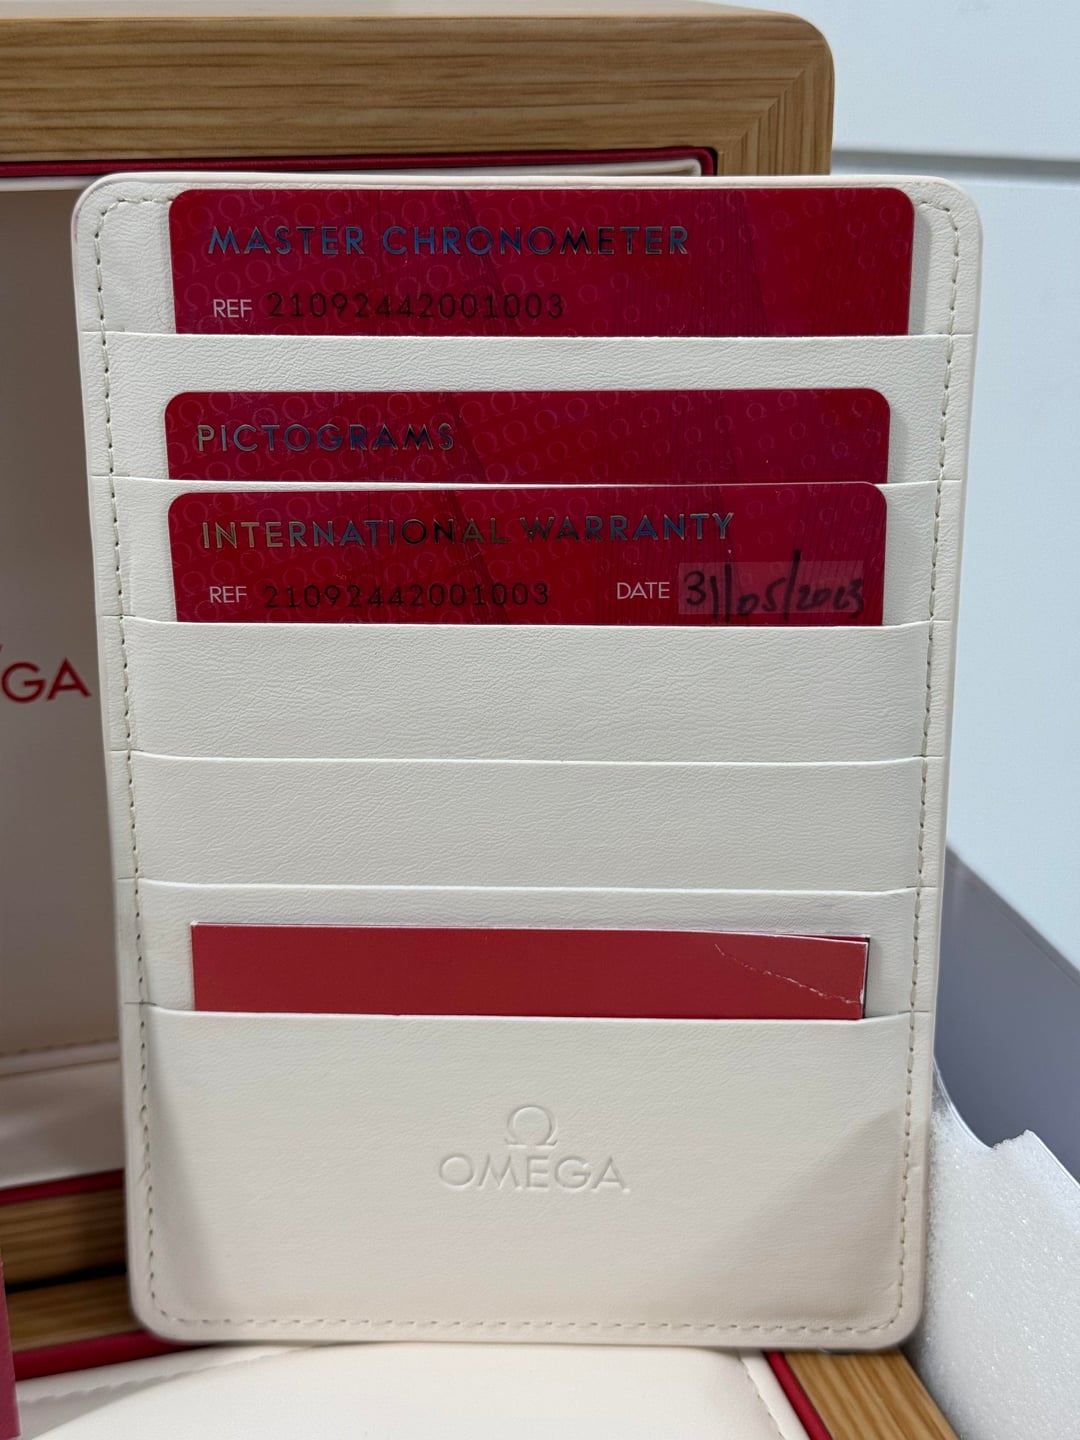 MASTER CHRONOMETER
REF 21092442001003
PICTOGRAMS
INTERNATIONAL WARRANTY
REF 21092442001003 DATE 31/05/2023
GA
Ω
OMEGA